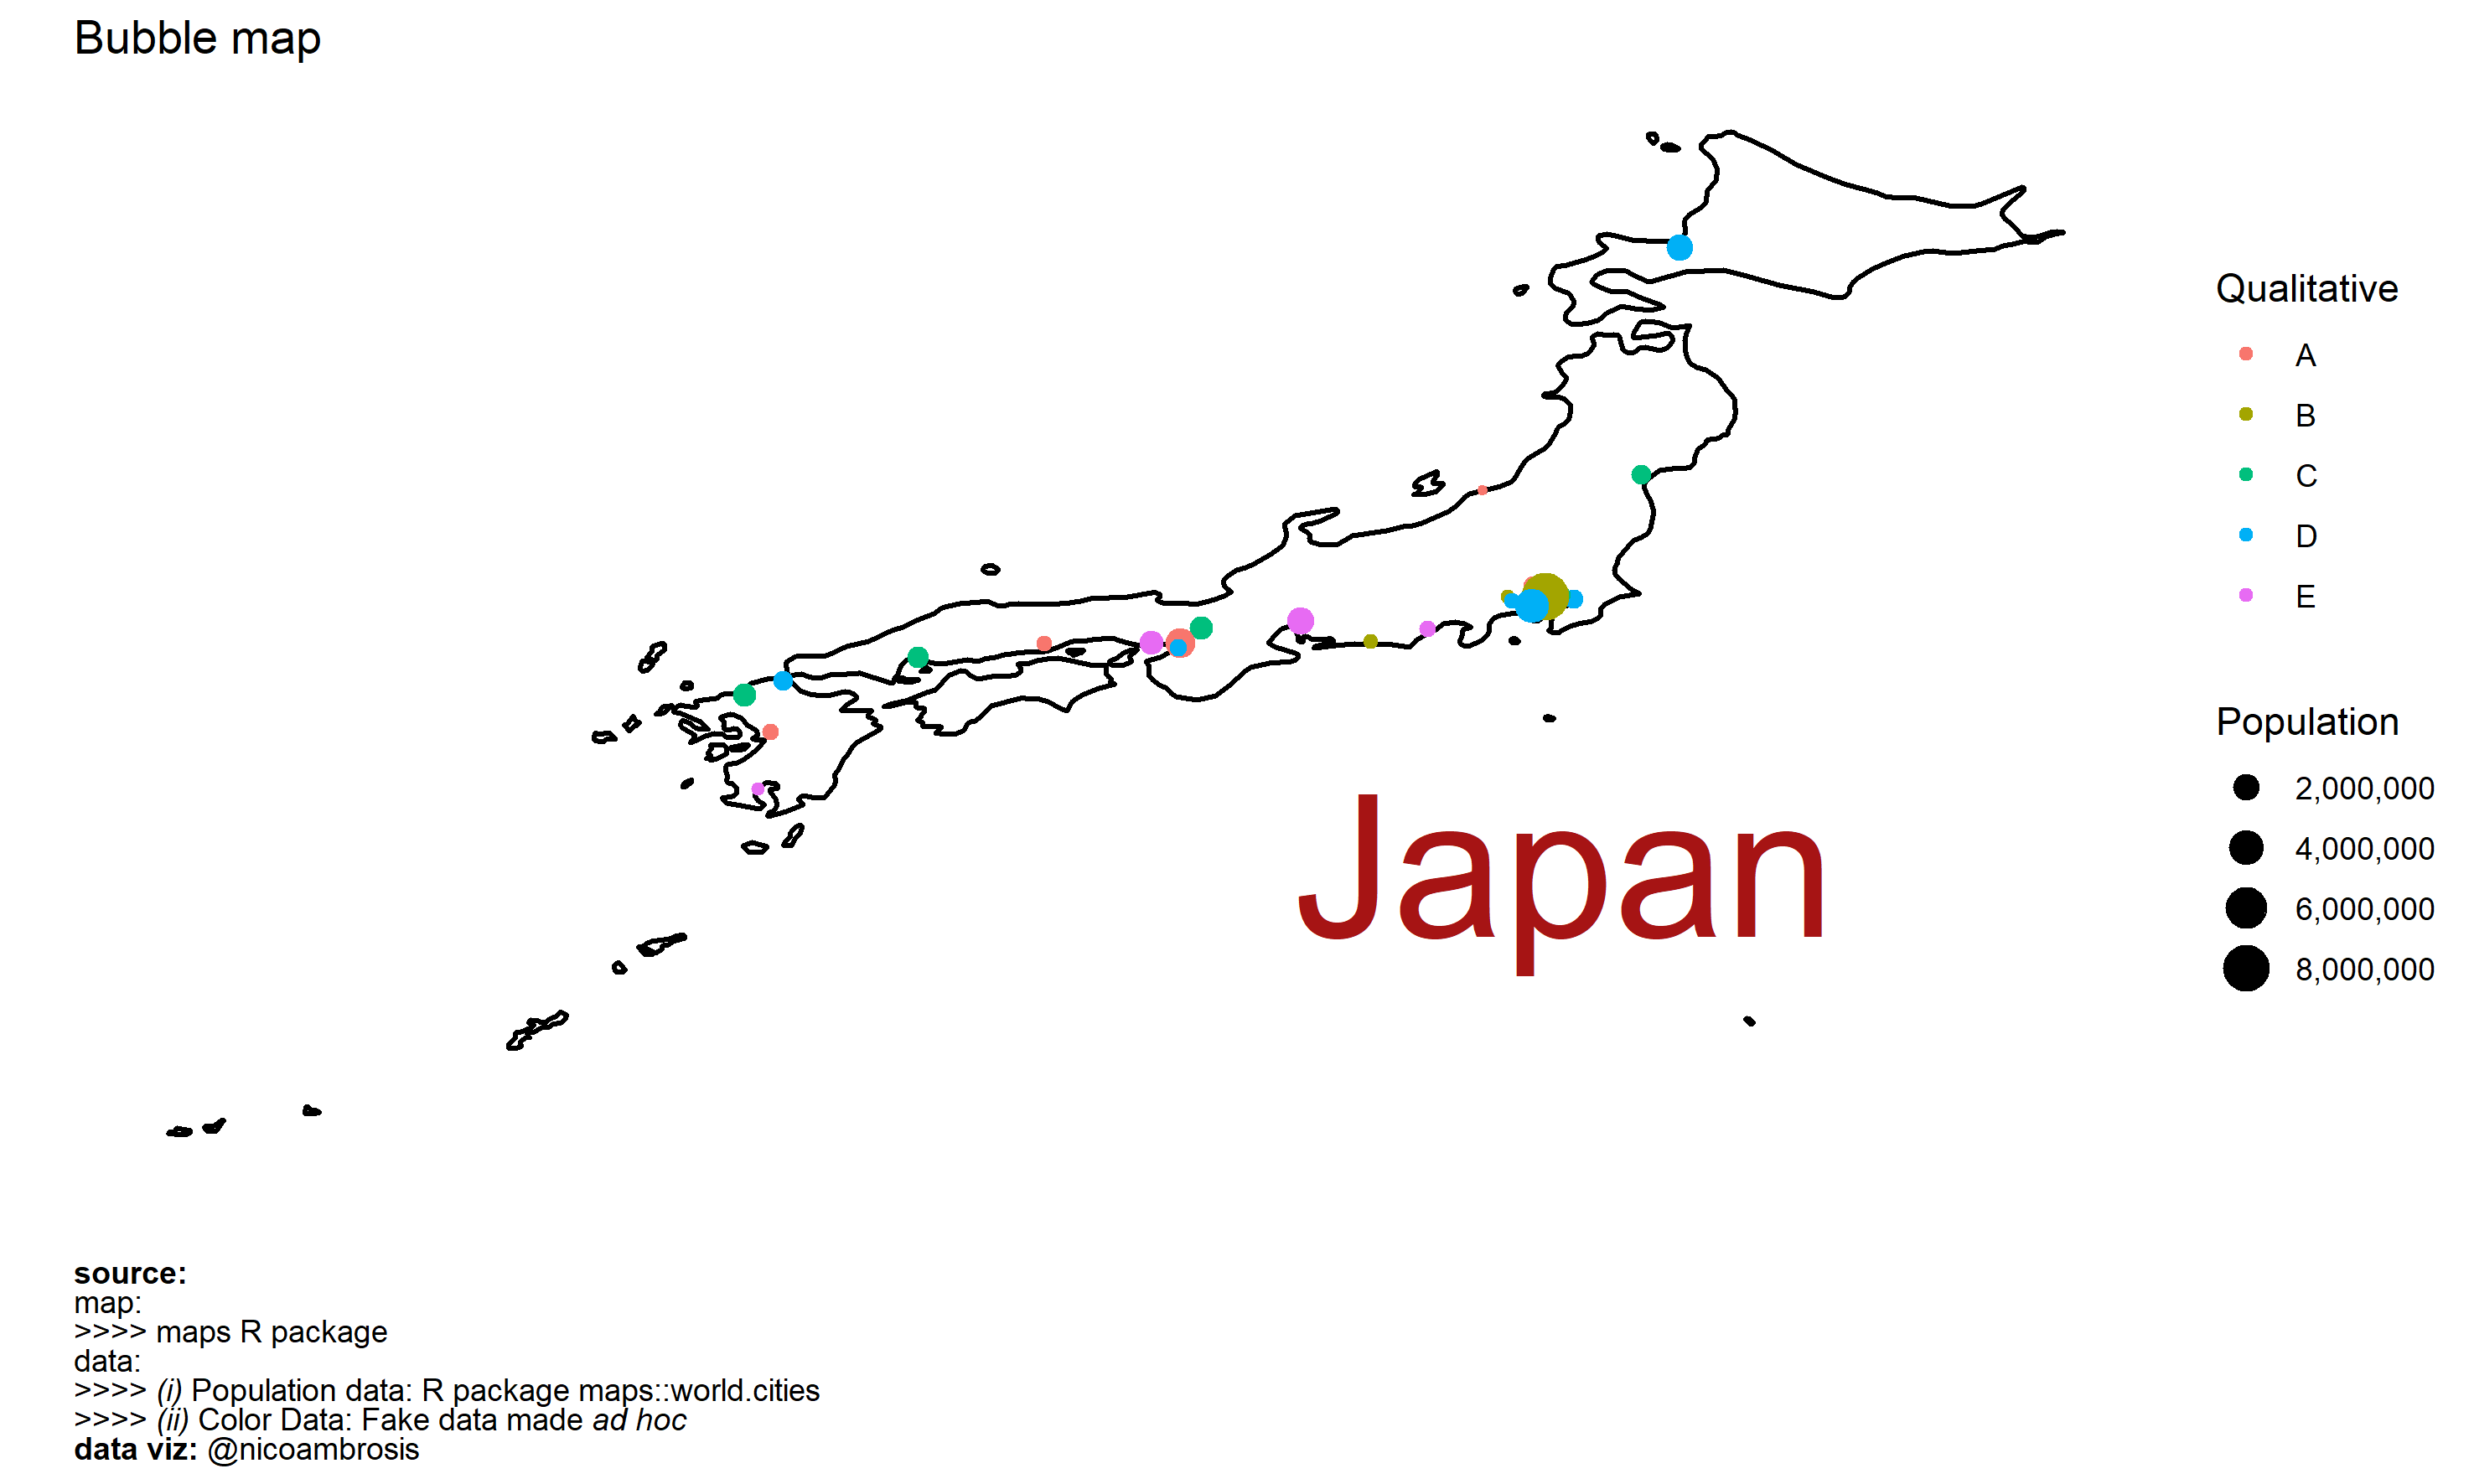 Bubble map
Qualitative
A
B
C
D
E
Population
2,000,000
4,000,000
6,000,000
8,000,000
Japan
source:
map:
>>>> maps R package
data:
>>>> (i) Population data: R package maps::world.cities
>>>> (ii) Color Data: Fake data made ad hoc
data viz: @nicoambrosis